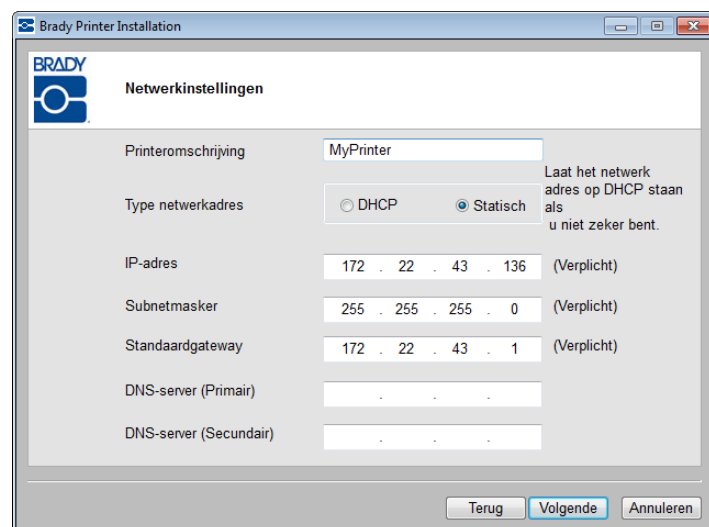 Brady Printer Installation
BRADY
Netwerkinstellingen
Printeromschrijving MyPrinter
Laat het netwerk
adres op DHCP staan
als
u niet zeker bent.
Type netwerkadres DHCP Statisch
IP-adres 172 . 22 . 43 . 136 (Verplicht)
Subnetmasker 255 . 255 . 255 . 0 (Verplicht)
Standaardgateway 172 . 22 . 43 . 1 (Verplicht)
DNS-server (Primair) . . .
DNS-server (Secundair) . . .
Terug Volgende Annuleren